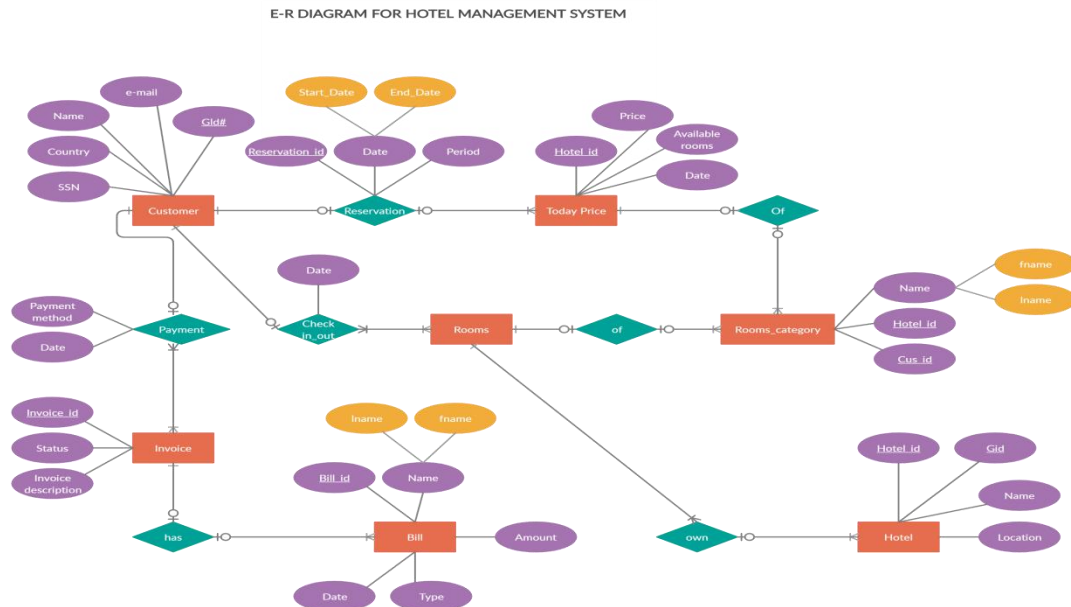 E-R DIAGRAM FOR HOTEL MANAGEMENT SYSTEM
e-mail
Start_Date
End_Date
Name
GId#
Price
Available
rooms
Country
Reservation_id
Date
Period
Hotel_id
SSN
Date
Customer
Reservation
Today Price
Of
Date
fname
Name
Payment
method
lname
Payment
Check
in_out
Rooms
of
Rooms_category
Hotel_id
Date
Cus_id
Invoice_id
lname
fname
Status
Invoice
Hotel_id
Gid
Invoice
description
Bill_id
Name
Name
has
Bill
Amount
own
Hotel
Location
Date
Type